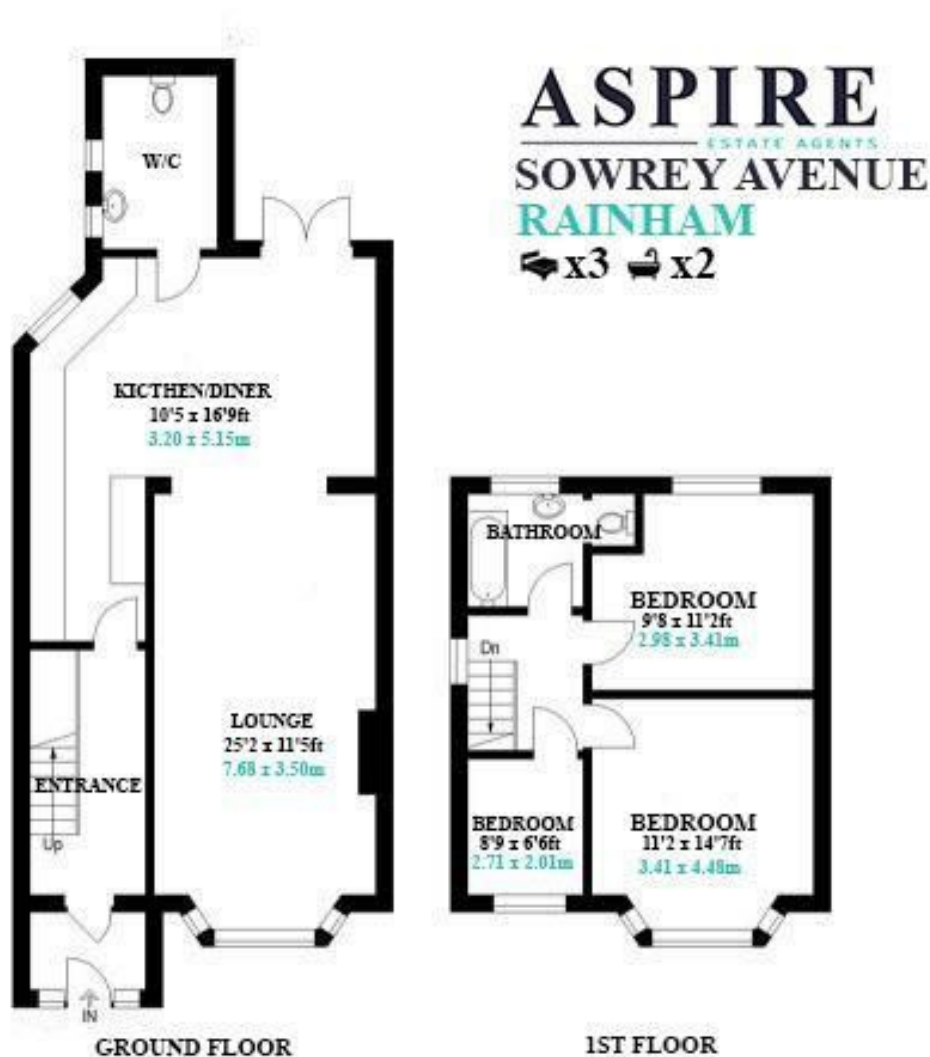 ASPIRE
ESTATE AGENTS
SOWREY AVENUE
RAINHAM
x3 x2
W/C
KICTHEN/DINER
10'5 x 16'9ft
3.20 x 5.15m
LOUNGE
25'2 x 11'5ft
7.68 x 3.50m
ENTRANCE
Up
IN
GROUND FLOOR
BATHROOM
BEDROOM
9'8 x 11'2ft
2.98 x 3.41m
Dn
BEDROOM
8'9 x 6'6ft
2.71 x 2.01m
BEDROOM
11'2 x 14'7ft
3.41 x 4.48m
1ST FLOOR